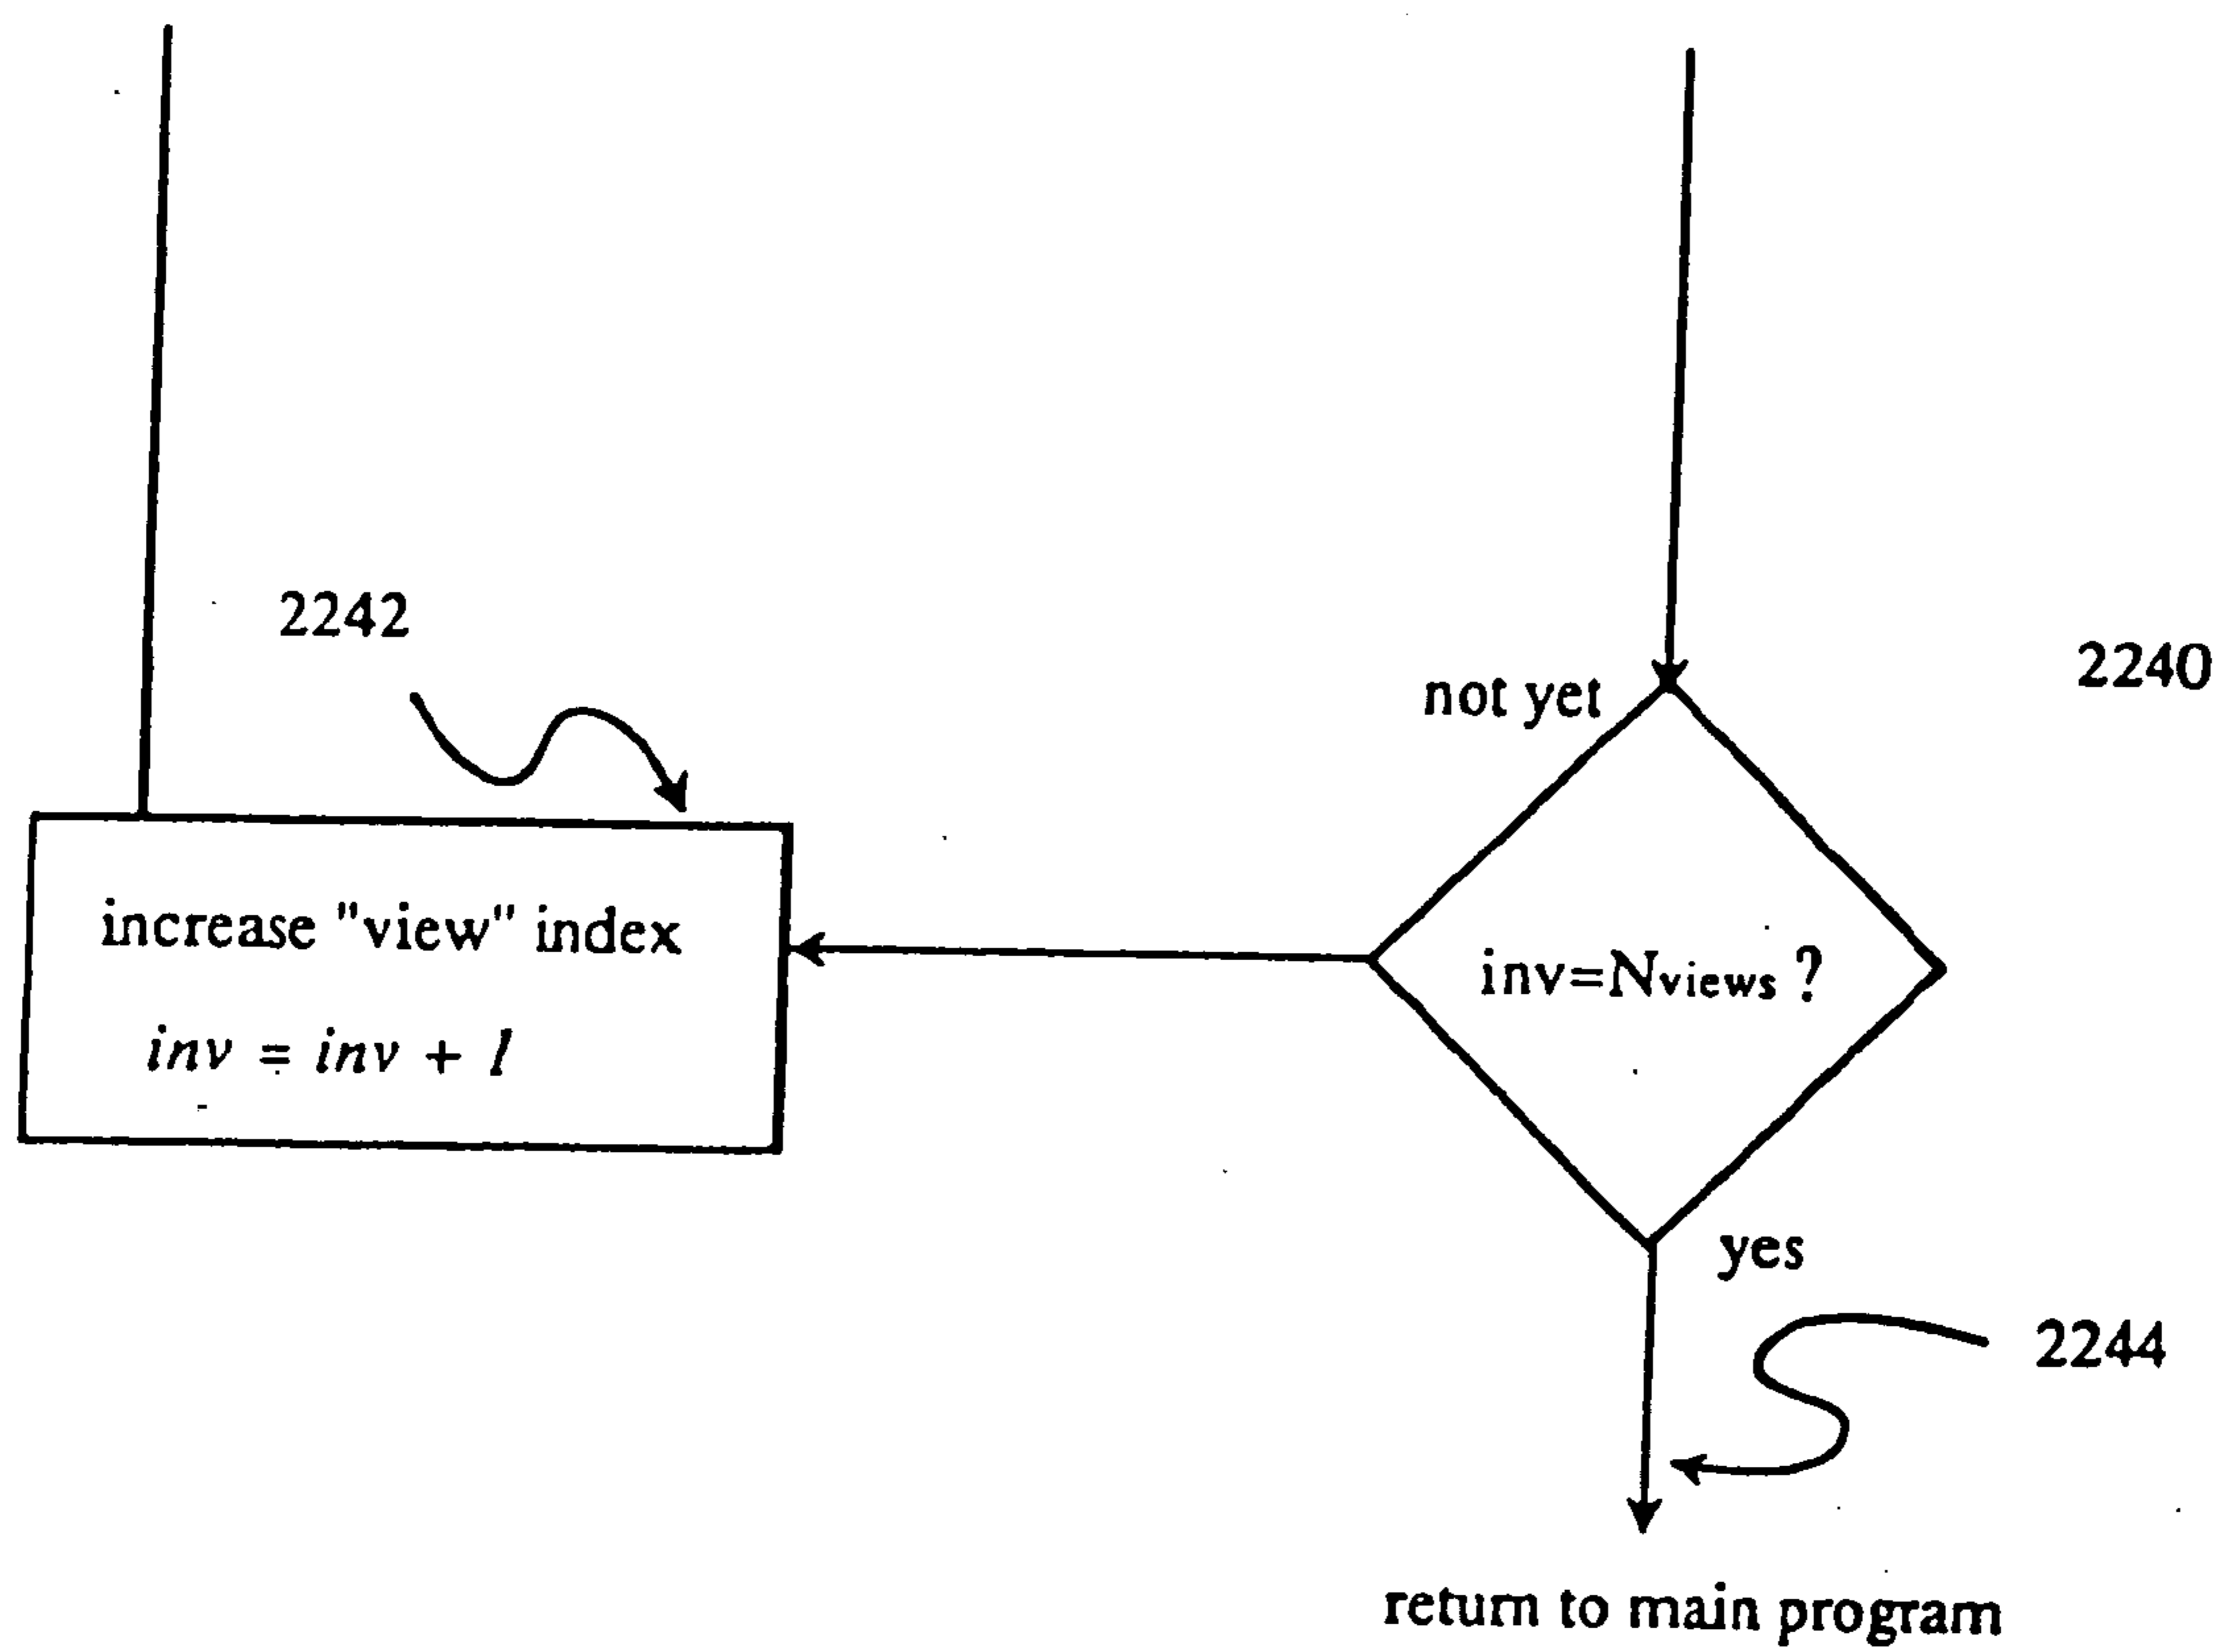 2242
2240
not yet
increase "view" index
inv = inv + 1
inv=Nviews ?
yes
2244
return to main program